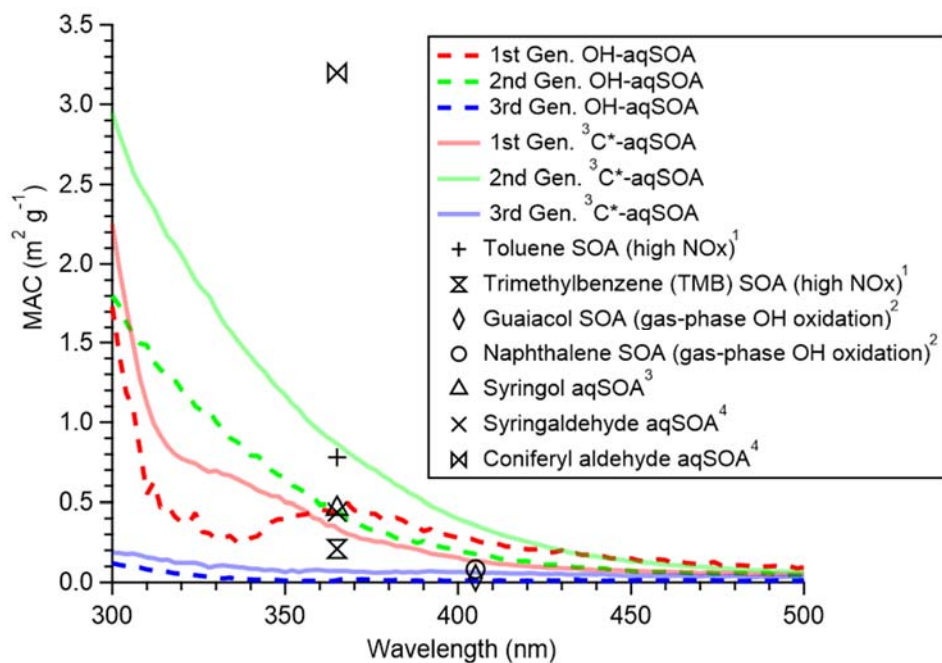 3.5
3.0
2.5
2.0
1.5
1.0
0.5
0.0
MAC (m² g⁻¹)
300
350
400
450
500
Wavelength (nm)
1st Gen. OH-aqSOA
2nd Gen. OH-aqSOA
3rd Gen. OH-aqSOA
1st Gen. ³C*-aqSOA
2nd Gen. ³C*-aqSOA
3rd Gen. ³C*-aqSOA
Toluene SOA (high NOx)¹
Trimethylbenzene (TMB) SOA (high NOx)¹
Guaiacol SOA (gas-phase OH oxidation)²
Naphthalene SOA (gas-phase OH oxidation)²
Syringol aqSOA³
Syringaldehyde aqSOA⁴
Coniferyl aldehyde aqSOA⁴